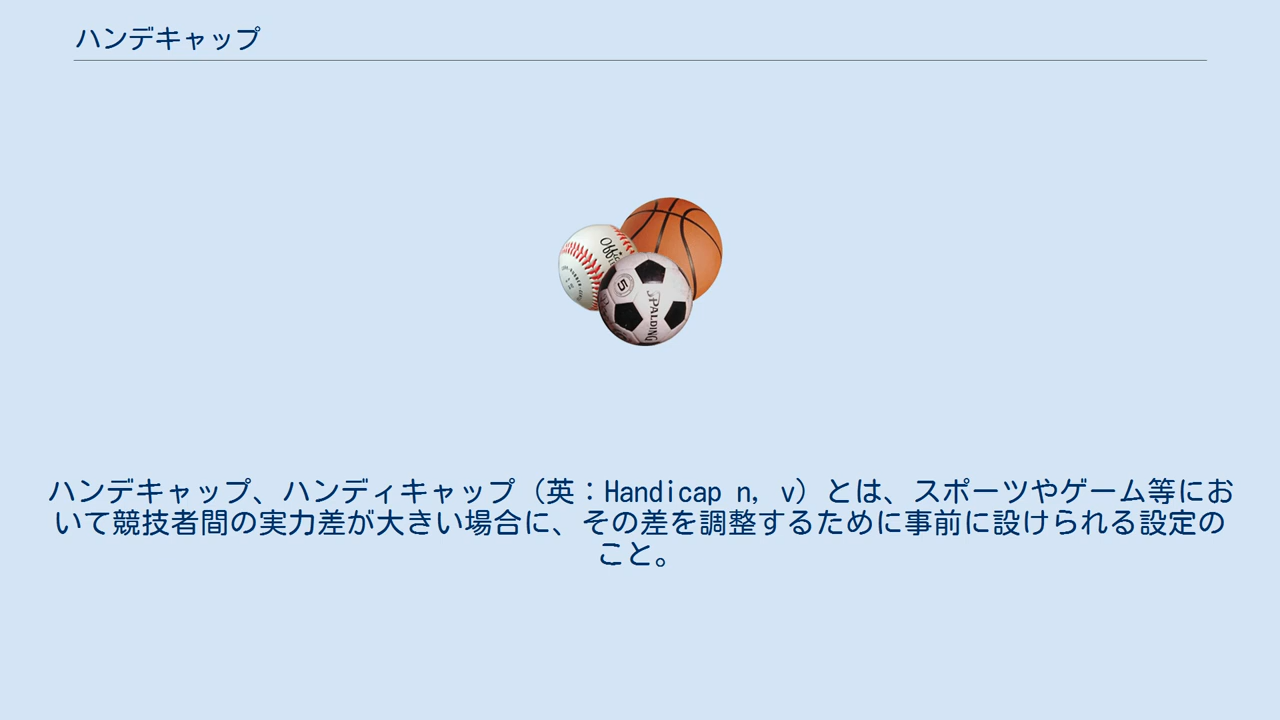 ハンデキャップ
Offic
5
SPALDING
ハンデキャップ、ハンディキャップ（英：Handicap n, v）とは、スポーツやゲーム等にお
いて競技者間の実力差が大きい場合に、その差を調整するために事前に設けられる設定の
こと。